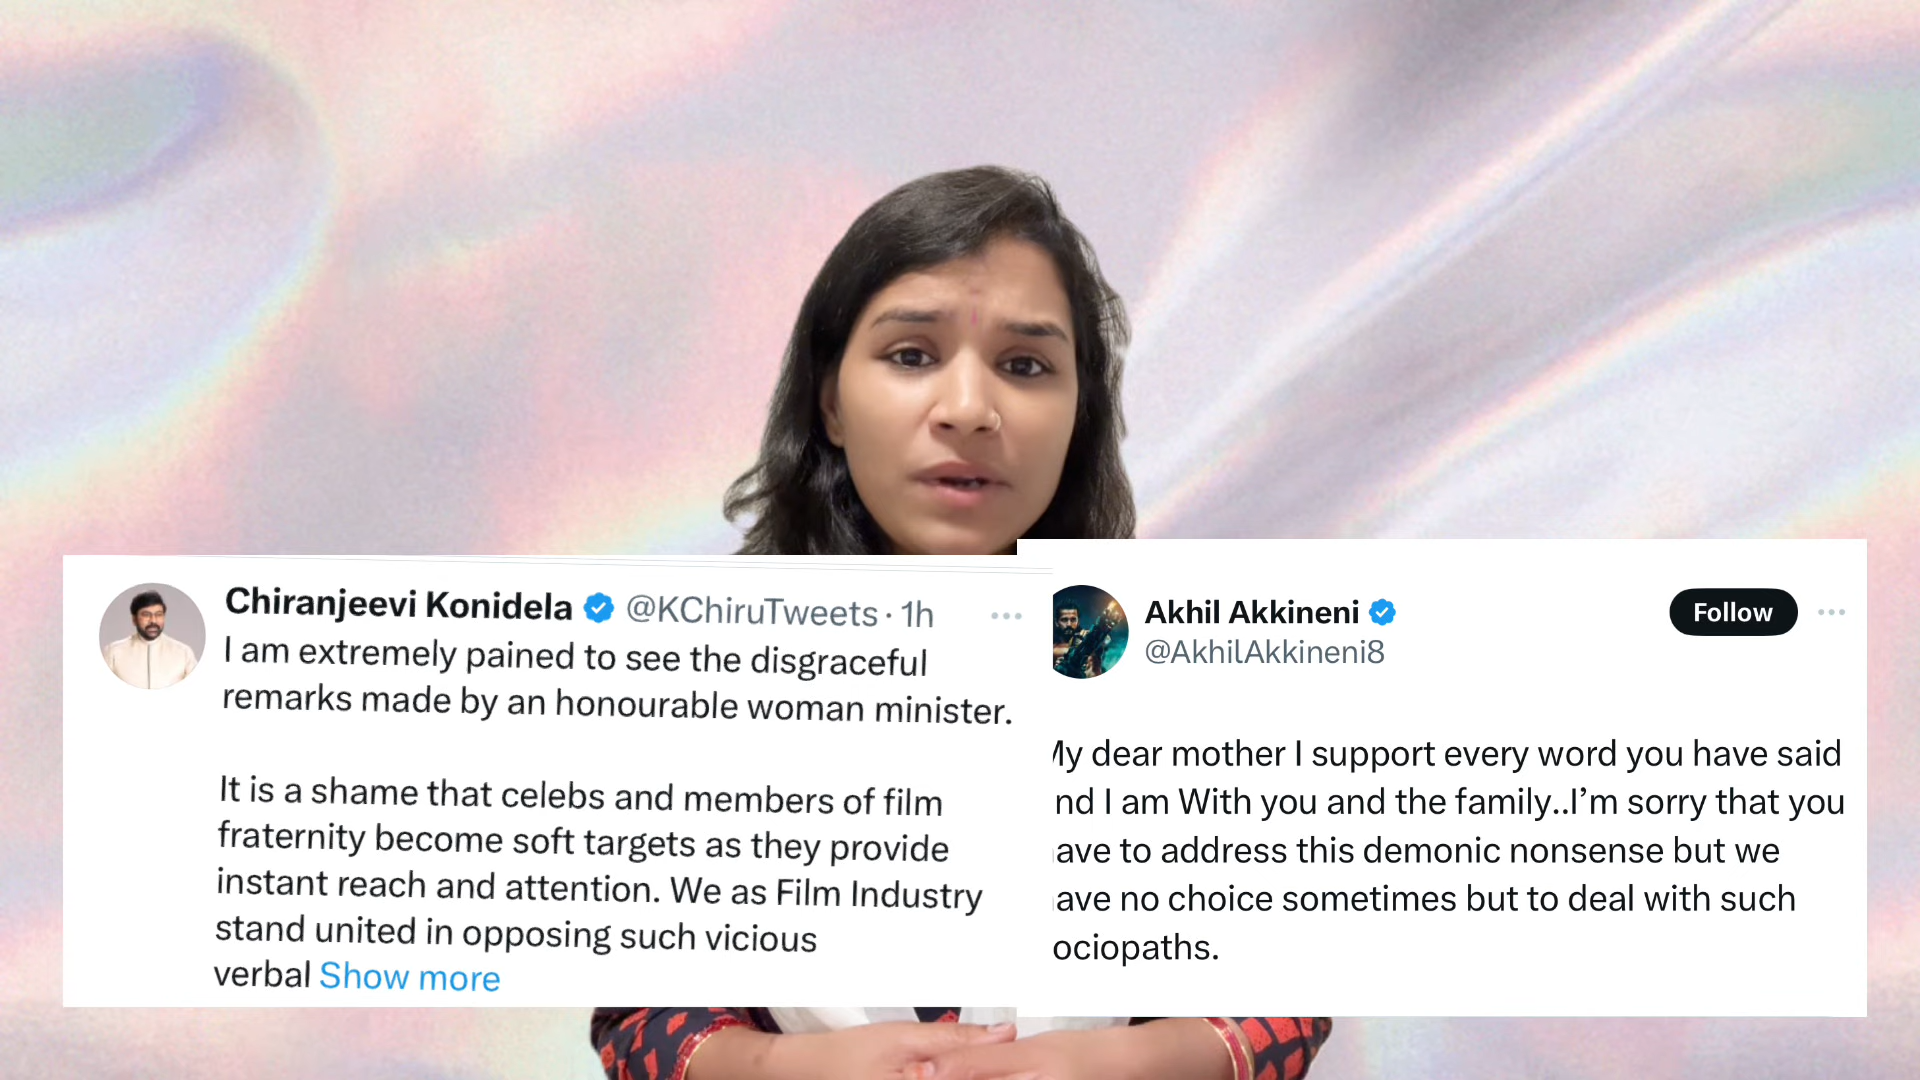 Chiranjeevi Konidela @KChiruTweets · 1h
I am extremely pained to see the disgraceful
remarks made by an honourable woman minister.
It is a shame that celebs and members of film
fraternity become soft targets as they provide
instant reach and attention. We as Film Industry
stand united in opposing such vicious
verbal Show more
Akhil Akkineni
Follow
@AkhilAkkineni8
My dear mother I support every word you have said
nd I am With you and the family..I'm sorry that you
ave to address this demonic nonsense but we
ave no choice sometimes but to deal with such
ociopaths.